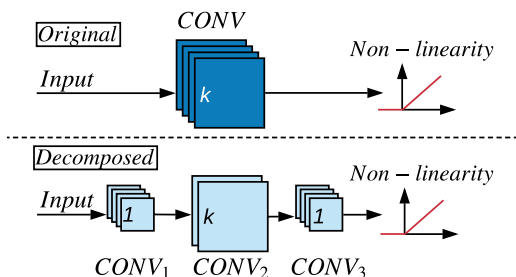 Original
CONV
Non − linearity
Input
k
Decomposed
Non − linearity
Input
1
k
1
CONV₁
CONV₂
CONV₃